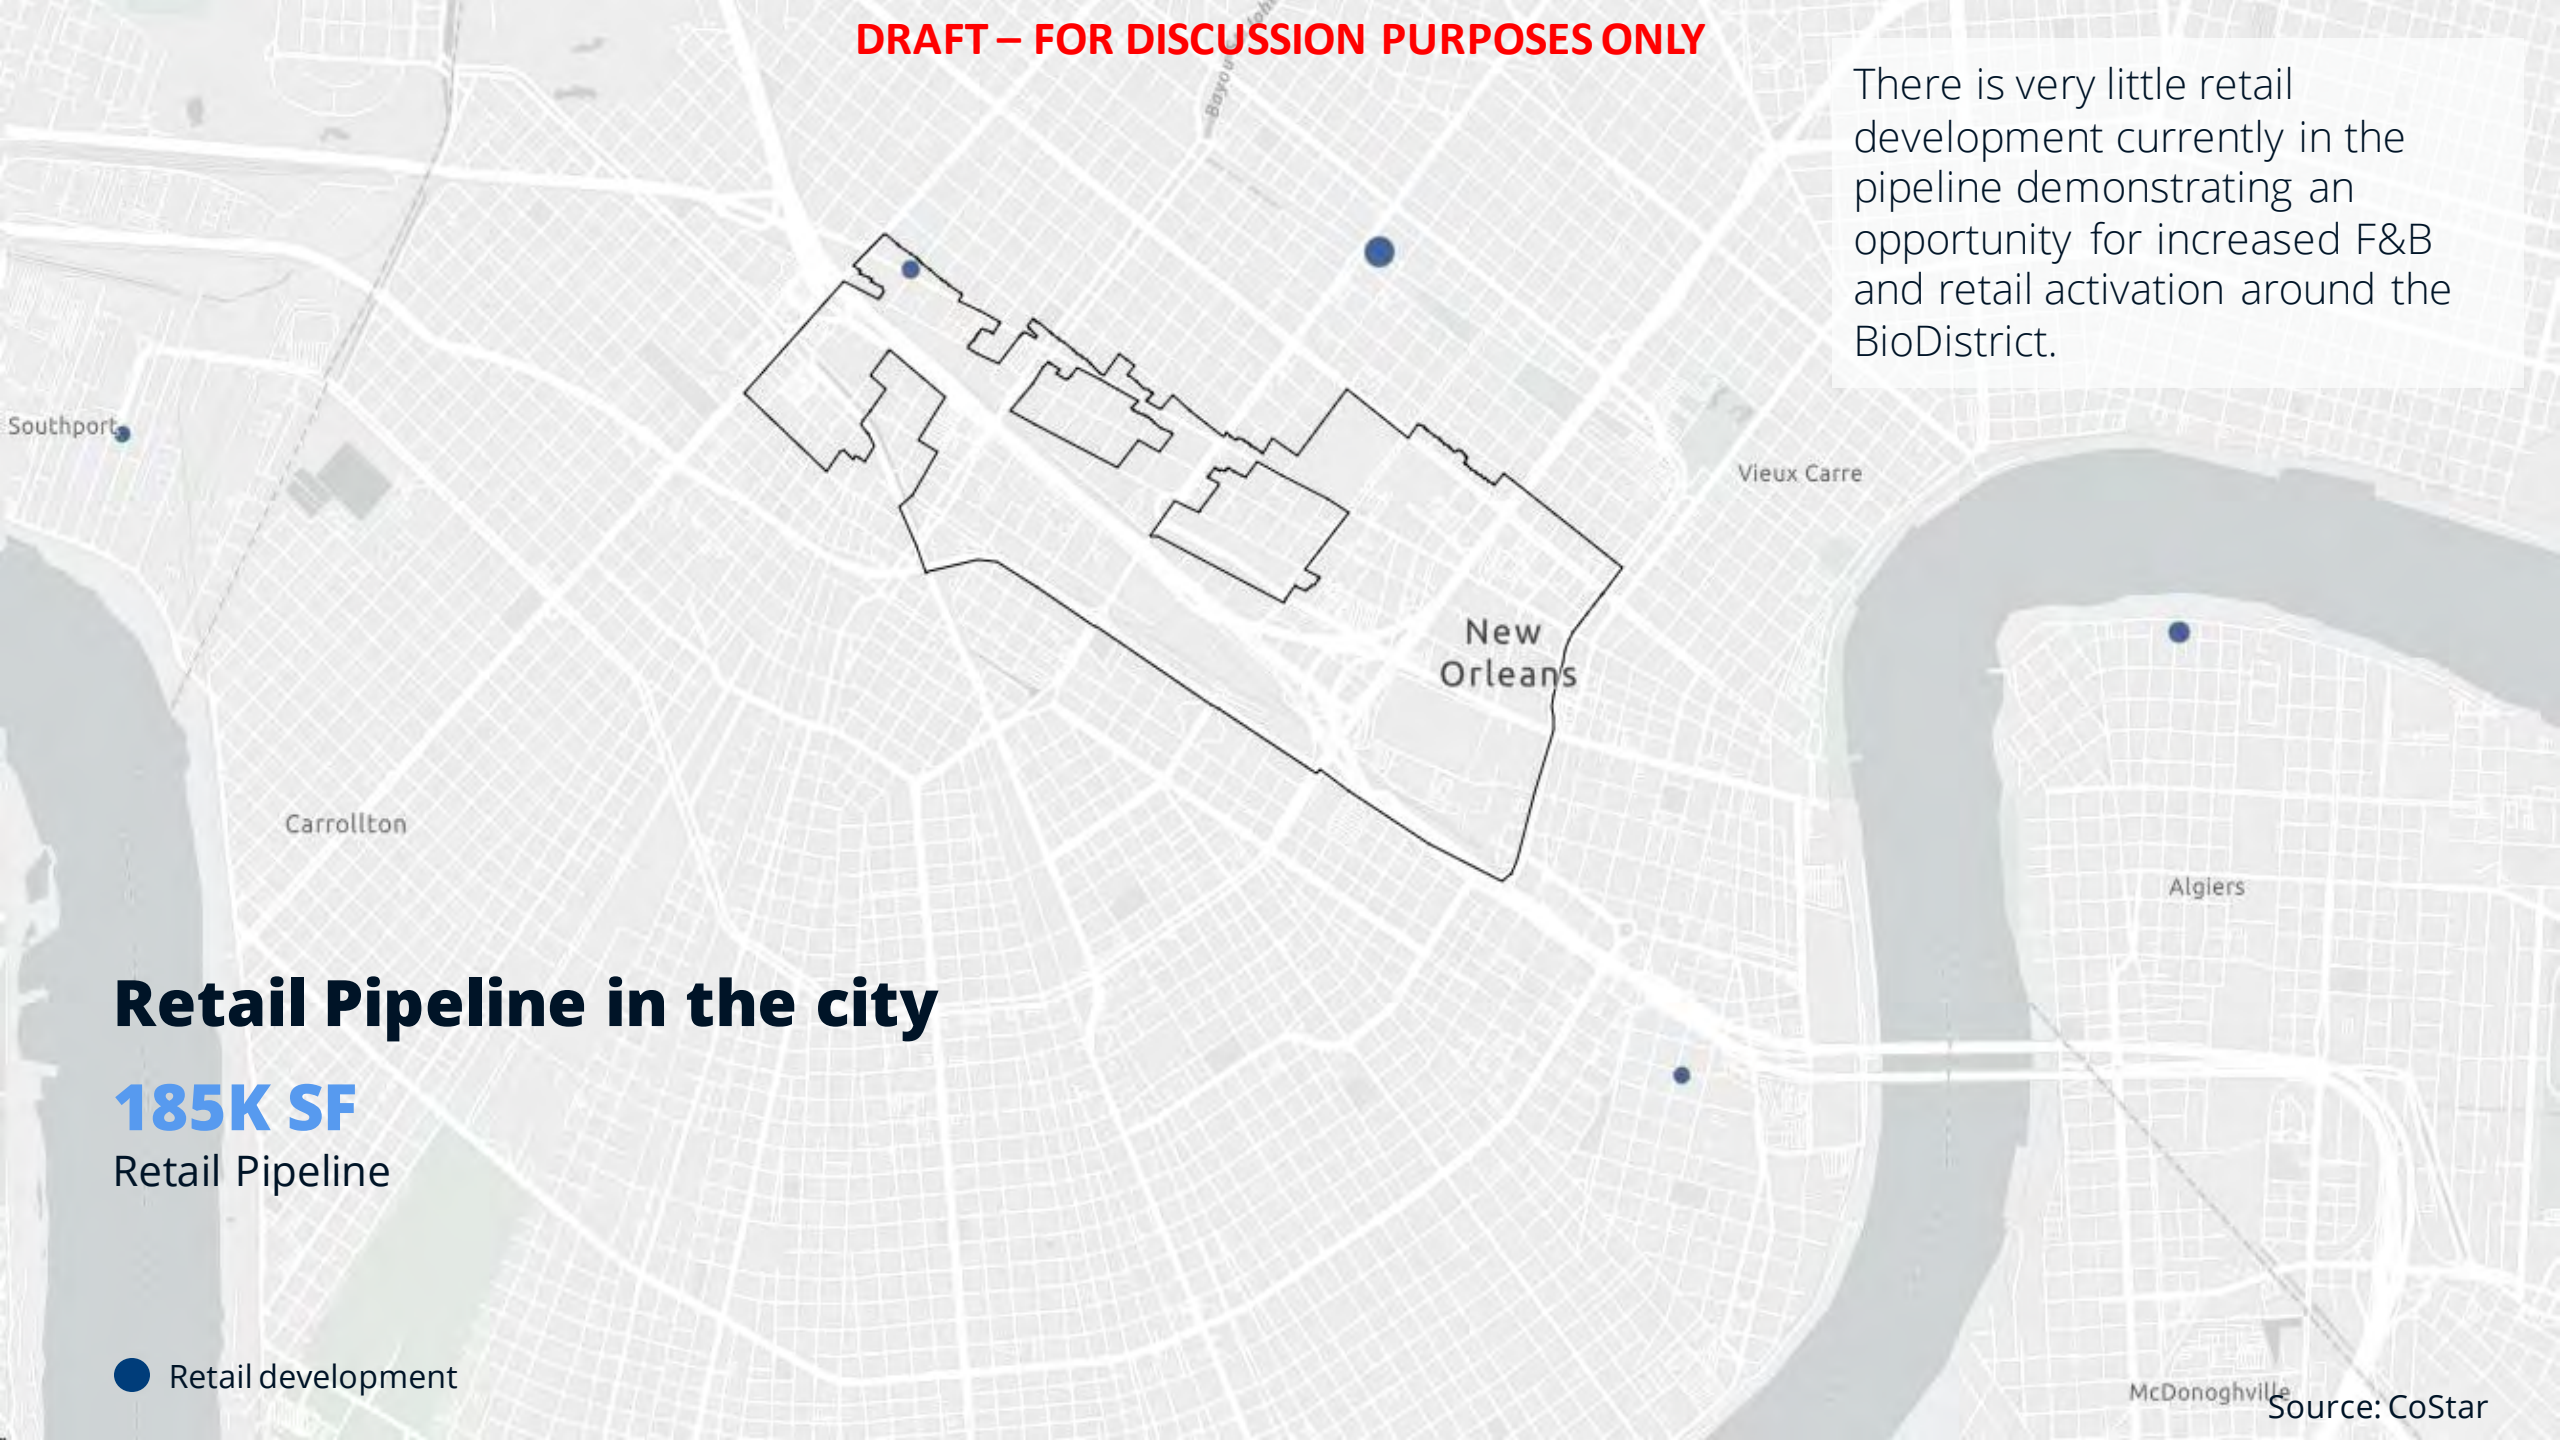 DRAFT – FOR DISCUSSION PURPOSES ONLY
There is very little retail
development currently in the
pipeline demonstrating an
opportunity for increased F&B
and retail activation around the
BioDistrict.
Southport
Vieux Carre
New
Orleans
Carrollton
Algiers
Retail Pipeline in the city
185K SF
Retail Pipeline
Retail development
McDonoghville
Source: CoStar